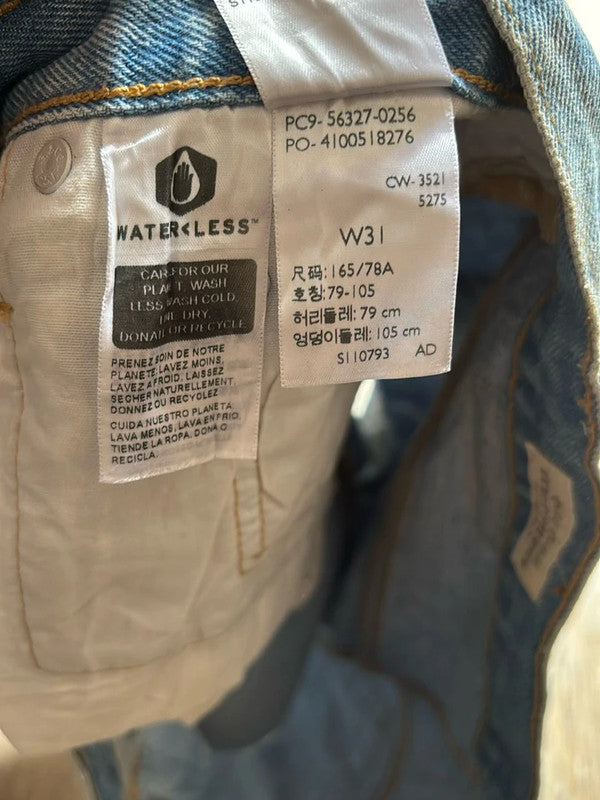 PC9-56327-0256
PO-4100518276
CW-3521
5275
W31
尺码:165/78A
호칭:79-105
허리둘레:79 cm
엉덩이둘레:105 cm
S110793 AD
WATER<LESS™
CARE FOR OUR
PLANET. WASH
LESS, WASH COLD,
LINE DRY,
DONATE OR RECYCLE
PRENEZ SOIN DE NOTRE
PLANETE: LAVEZ MOINS,
LAVEZ A FROID, LAISSEZ
SECHER NATURELLEMENT,
DONNEZ OU RECYCLEZ
CUIDA NUESTRO PLANETA:
LAVA MENOS, LAVA EN FRIO,
TIENDE LA ROPA, DONA O
RECICLA.